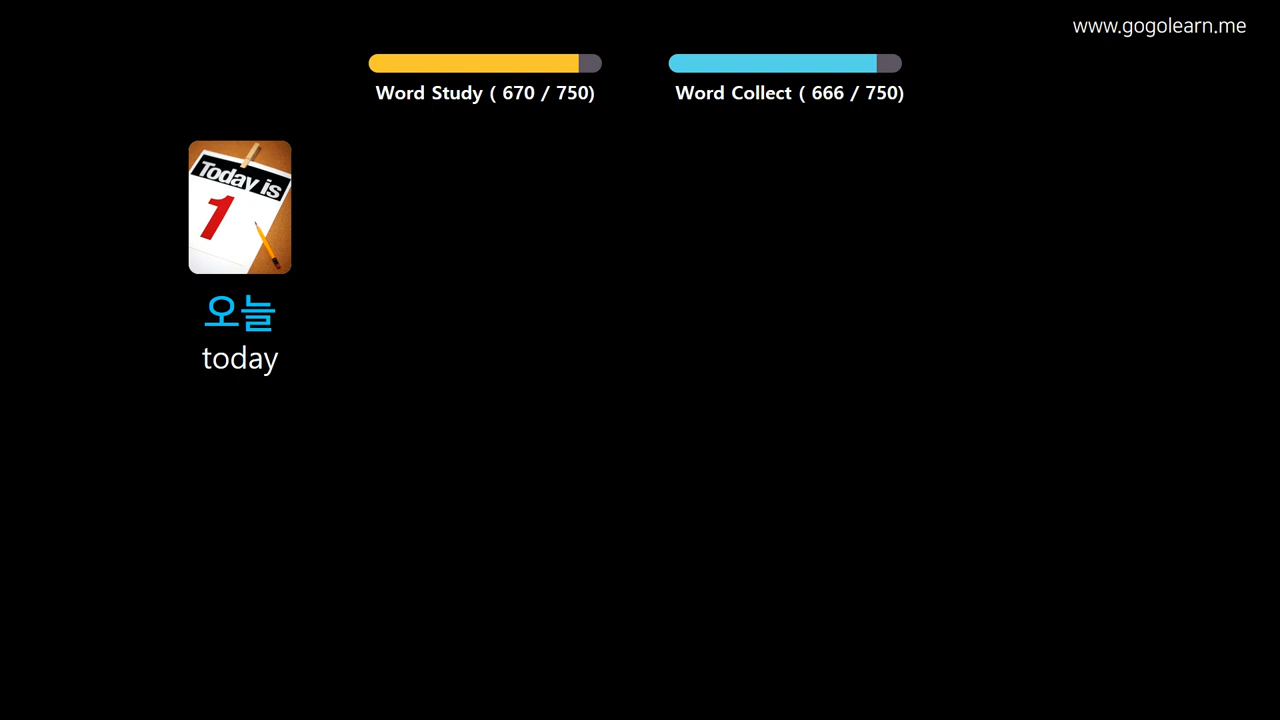 www.gogolearn.me
Word Study ( 670 / 750)
Word Collect ( 666 / 750)
Today is
1
오늘
today